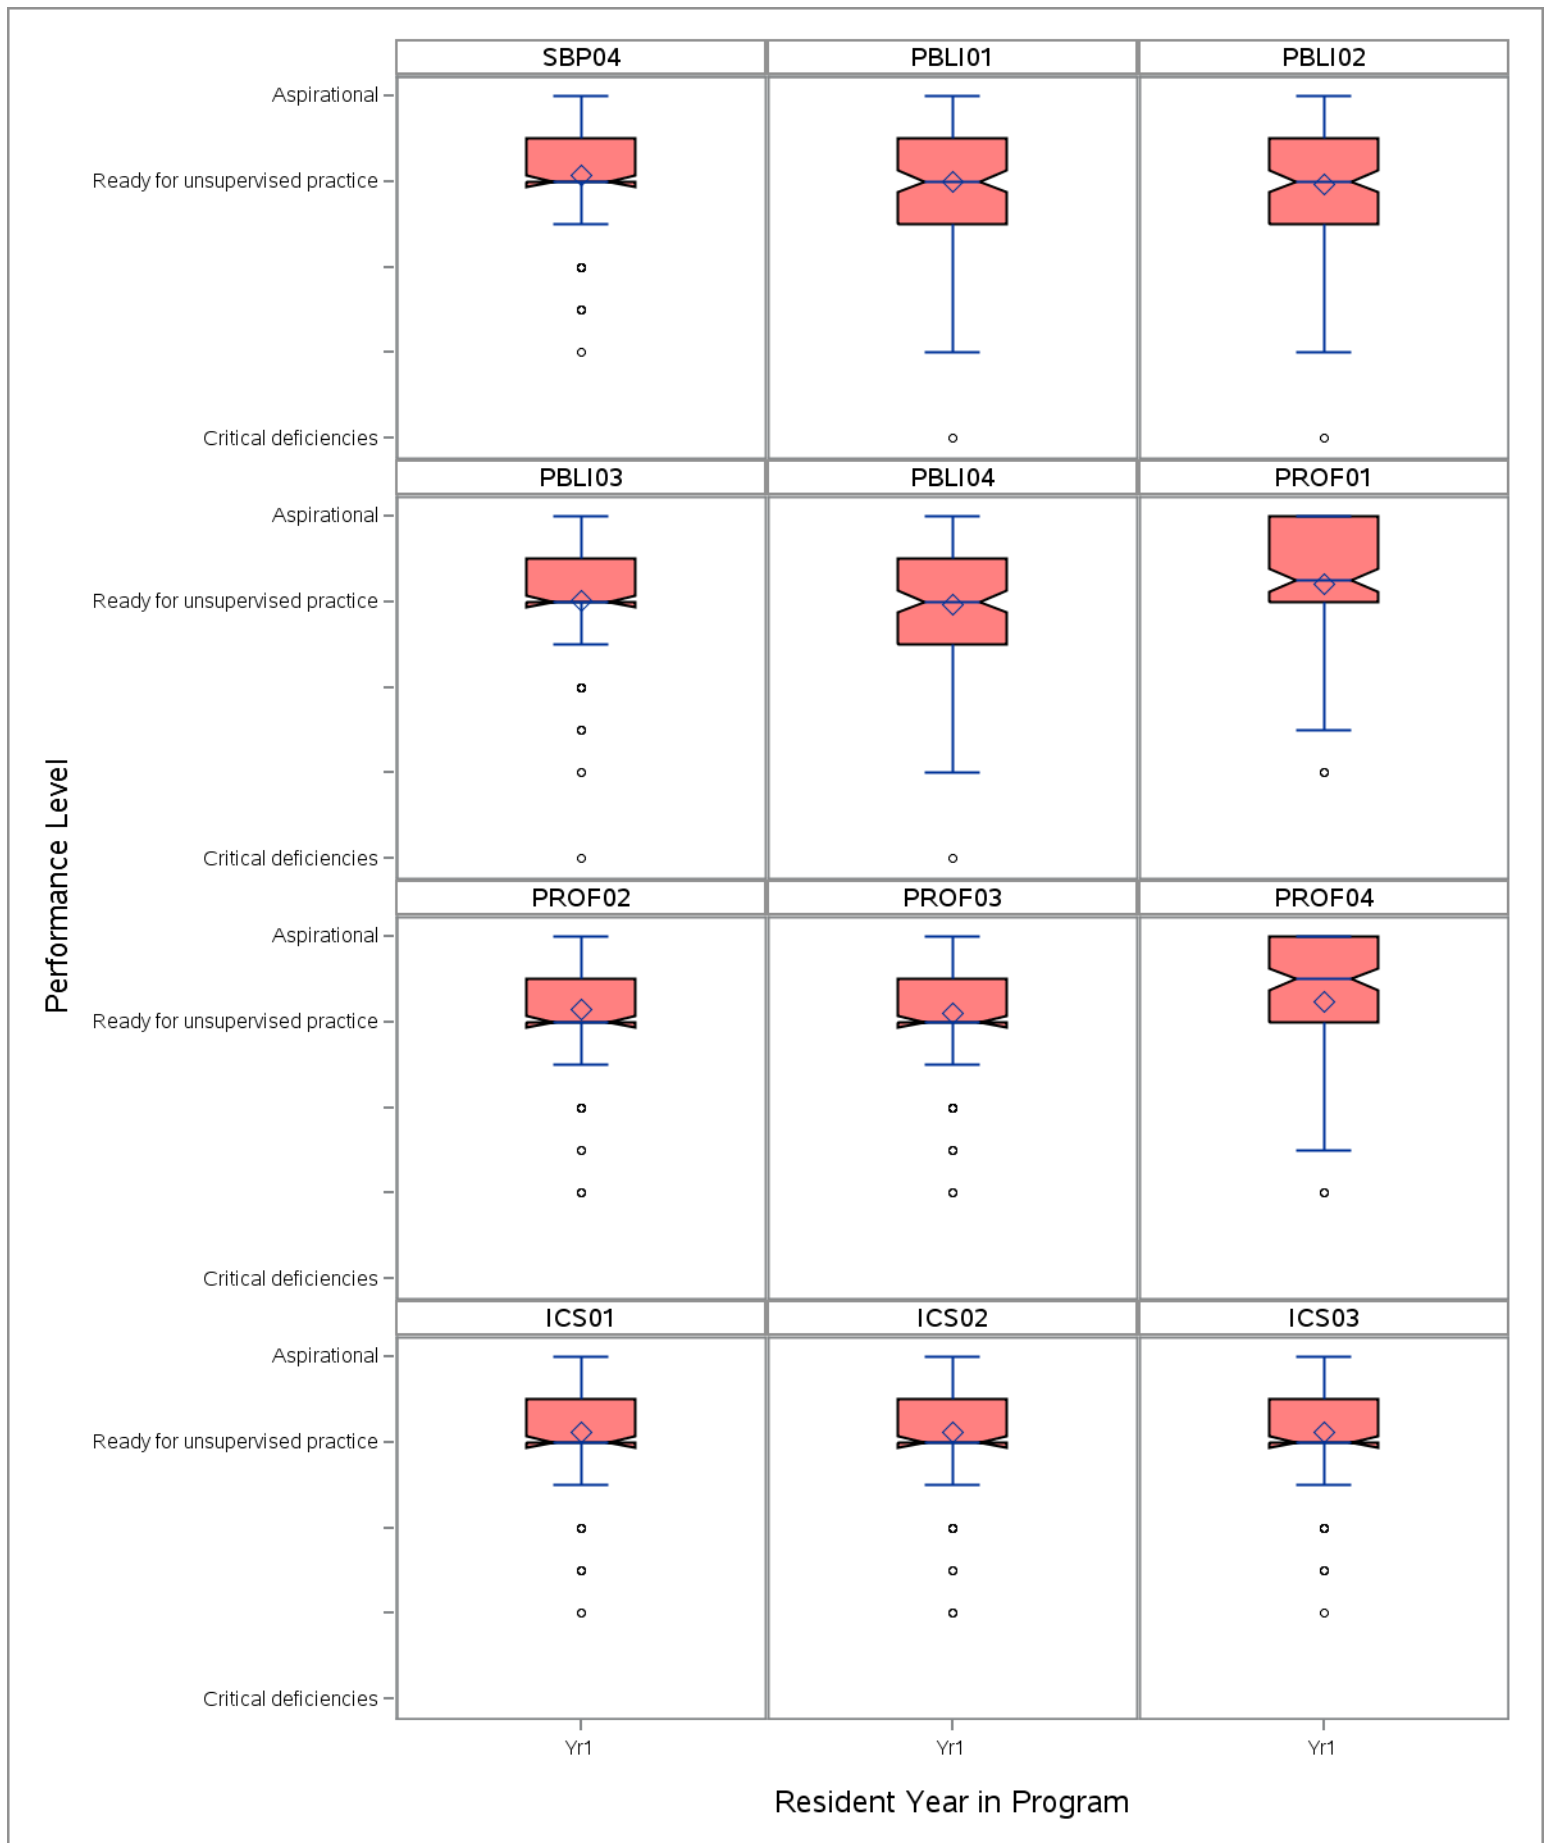 SBP04 PBLI01 PBLI02
Aspirational
Ready for unsupervised practice
Critical deficiencies
PBLI03 PBLI04 PROF01
Aspirational
Ready for unsupervised practice
Critical deficiencies
PROF02 PROF03 PROF04
Aspirational
Ready for unsupervised practice
Critical deficiencies
ICS01 ICS02 ICS03
Aspirational
Ready for unsupervised practice
Critical deficiencies
Performance Level
Yr1 Yr1 Yr1
Resident Year in Program